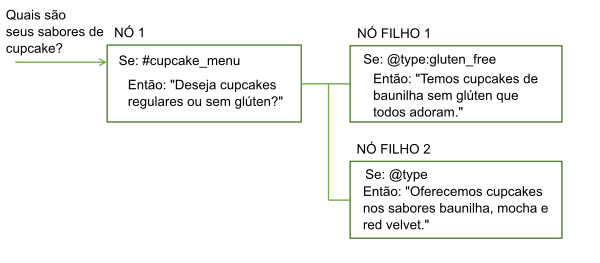 Quais são
seus sabores de
cupcake?
NÓ 1
Se: #cupcake_menu
Então: "Deseja cupcakes
regulares ou sem glúten?"
NÓ FILHO 1
Se: @type:gluten_free
Então: "Temos cupcakes de
baunilha sem glúten que
todos adoram."
NÓ FILHO 2
Se: @type
Então: "Oferecemos cupcakes
nos sabores baunilha, mocha e
red velvet."